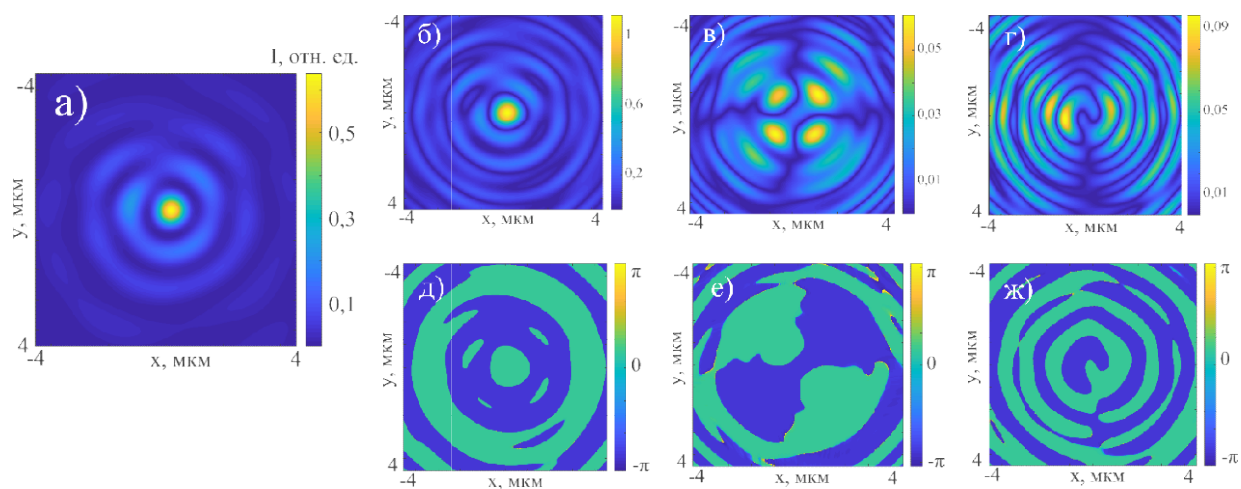 I, отн. ед.
а)
-4
0,5
0,3
0,1
4
-4
4
y, мкм
x, мкм
б)
-4
1
0,6
0,2
4
-4
4
y, мкм
x, мкм
в)
-4
0,05
0,03
0,01
4
-4
4
y, мкм
x, мкм
г)
-4
0,09
0,05
0,01
4
-4
4
y, мкм
x, мкм
д)
-4
π
0
-π
4
-4
4
y, мкм
x, мкм
е)
-4
π
0
-π
4
-4
4
y, мкм
x, мкм
ж)
-4
π
0
-π
4
-4
4
y, мкм
x, мкм